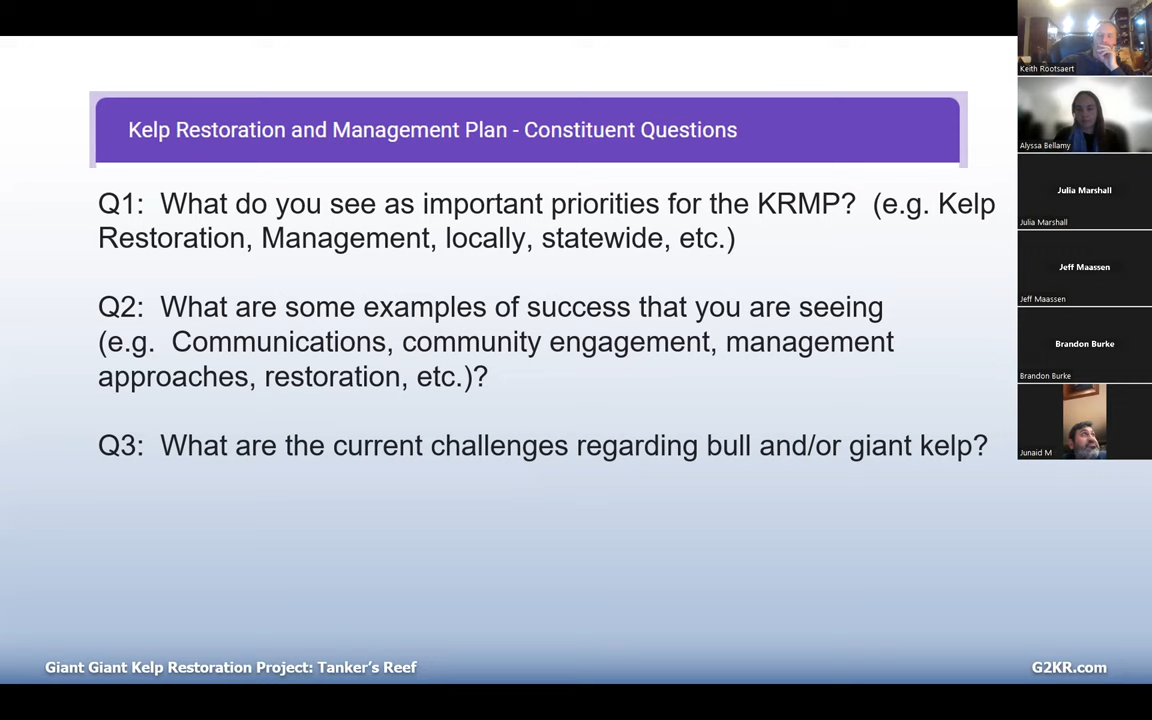 Kelp Restoration and Management Plan - Constituent Questions
Q1: What do you see as important priorities for the KRMP? (e.g. Kelp
Restoration, Management, locally, statewide, etc.)
Q2: What are some examples of success that you are seeing
(e.g. Communications, community engagement, management
approaches, restoration, etc.)?
Q3: What are the current challenges regarding bull and/or giant kelp?
Giant Giant Kelp Restoration Project: Tanker's Reef
G2KR.com
Keith Rootsaert
Alyssa Bellamy
Julia Marshall
Julia Marshall
Jeff Maassen
Jeff Maassen
Brandon Burke
Brandon Burke
Junaid M